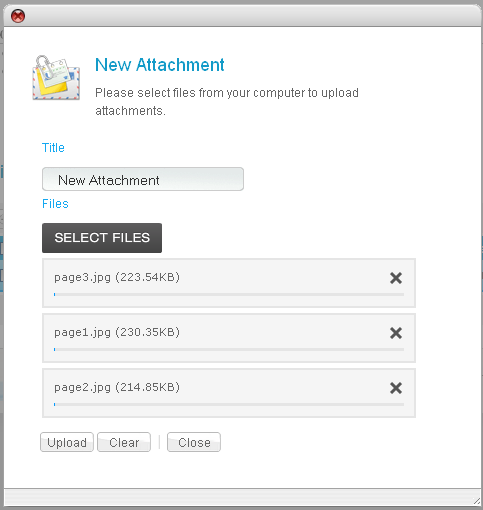 New Attachment
Please select files from your computer to upload
attachments.
Title
New Attachment
Files
SELECT FILES
page3.jpg (223.54KB)
page1.jpg (230.35KB)
page2.jpg (214.85KB)
Upload Clear Close